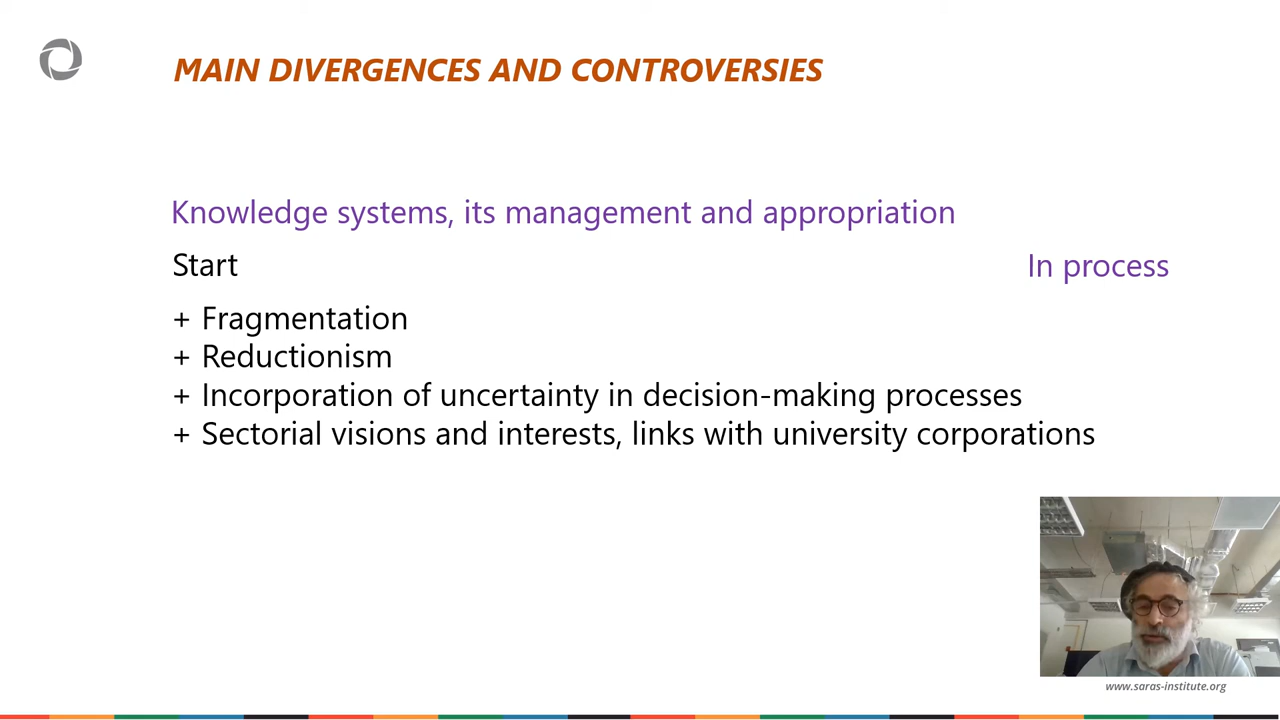 MAIN DIVERGENCES AND CONTROVERSIES
Knowledge systems, its management and appropriation
Start
In process
+ Fragmentation
+ Reductionism
+ Incorporation of uncertainty in decision-making processes
+ Sectorial visions and interests, links with university corporations
www.saras-institute.org